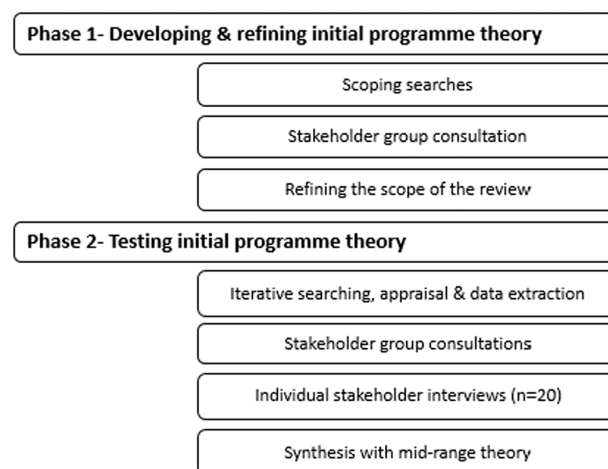 Phase 1- Developing & refining initial programme theory
Scoping searches
Stakeholder group consultation
Refining the scope of the review
Phase 2- Testing initial programme theory
Iterative searching, appraisal & data extraction
Stakeholder group consultations
Individual stakeholder interviews (n=20)
Synthesis with mid-range theory